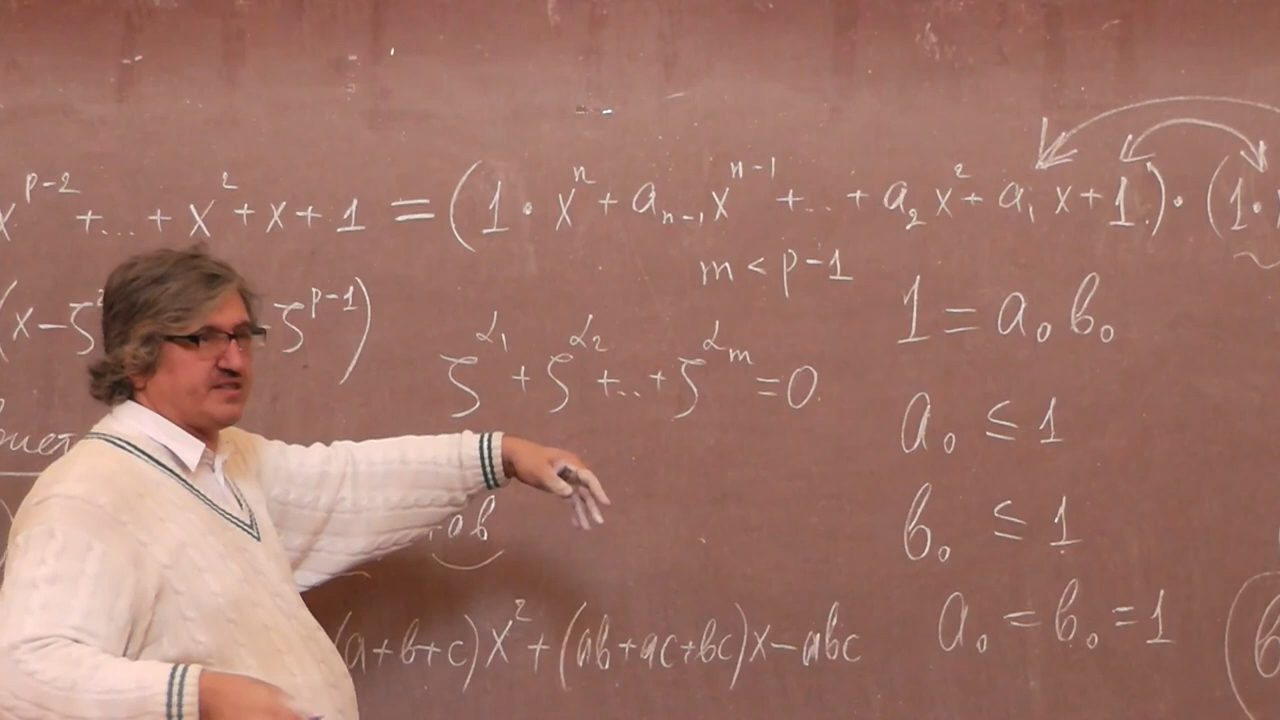 x^{p-2} + ... + x^2 + x + 1 = (1 · x^n + a_{n-1} x^{n-1} + ... + a_2 x^2 + a_1 x + 1) · (1 ·
m < p-1
(x-ζ^2 ζ^{p-1})
1 = a_0 b_0
ζ^{α_1} + ζ^{α_2} + ... + ζ^{α_m} = 0
a_0 ≤ 1
+ab
b_0 ≤ 1
(a+b+c)x^2 + (ab+ac+bc)x - abc
a_0 = b_0 = 1